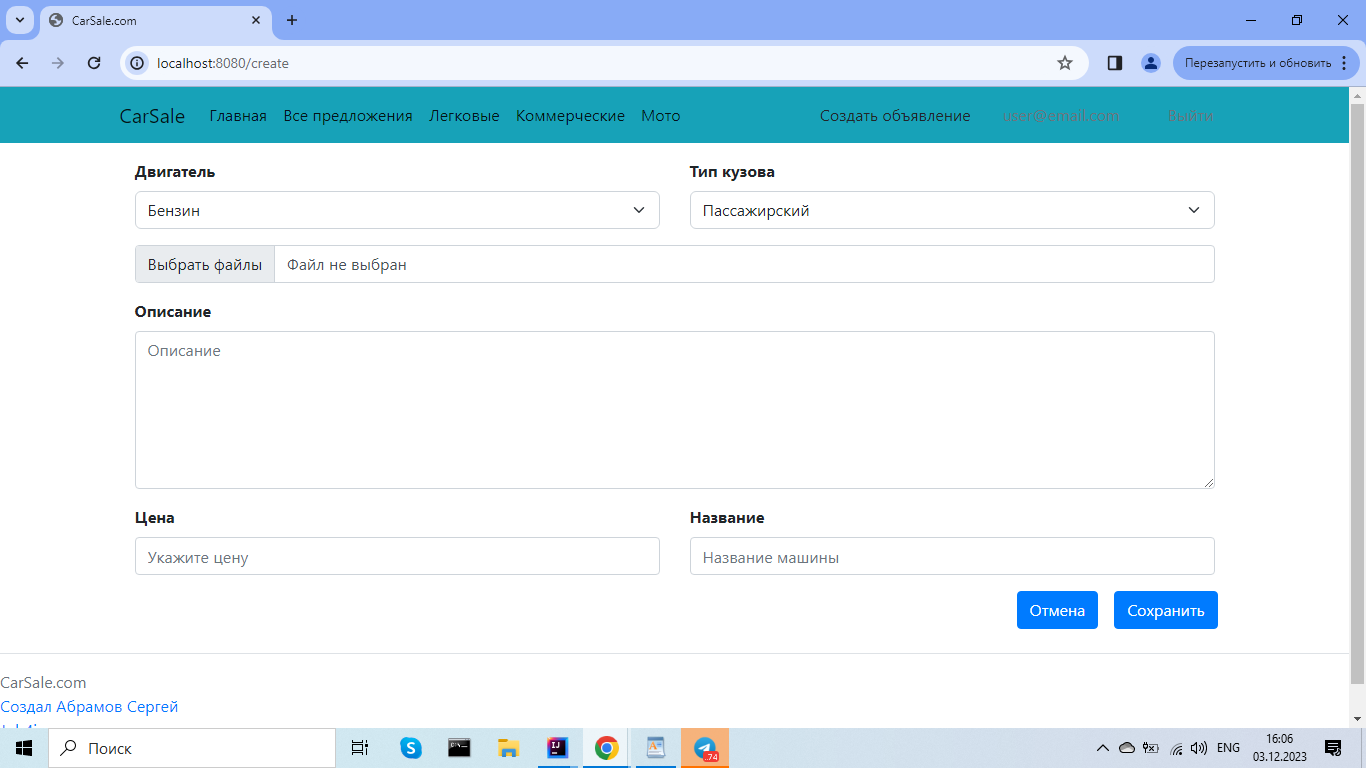 CarSale.com
localhost:8080/create
Перезапустить и обновить
CarSale Главная Все предложения Легковые Коммерческие Мото Создать объявление user@email.com Выйти
Двигатель Тип кузова
Бензин Пассажирский
Выбрать файлы Файл не выбран
Описание
Описание
Цена Название
Укажите цену Название машины
Отмена Сохранить
CarSale.com
Создал Абрамов Сергей
Поиск
ENG
16:06
03.12.2023